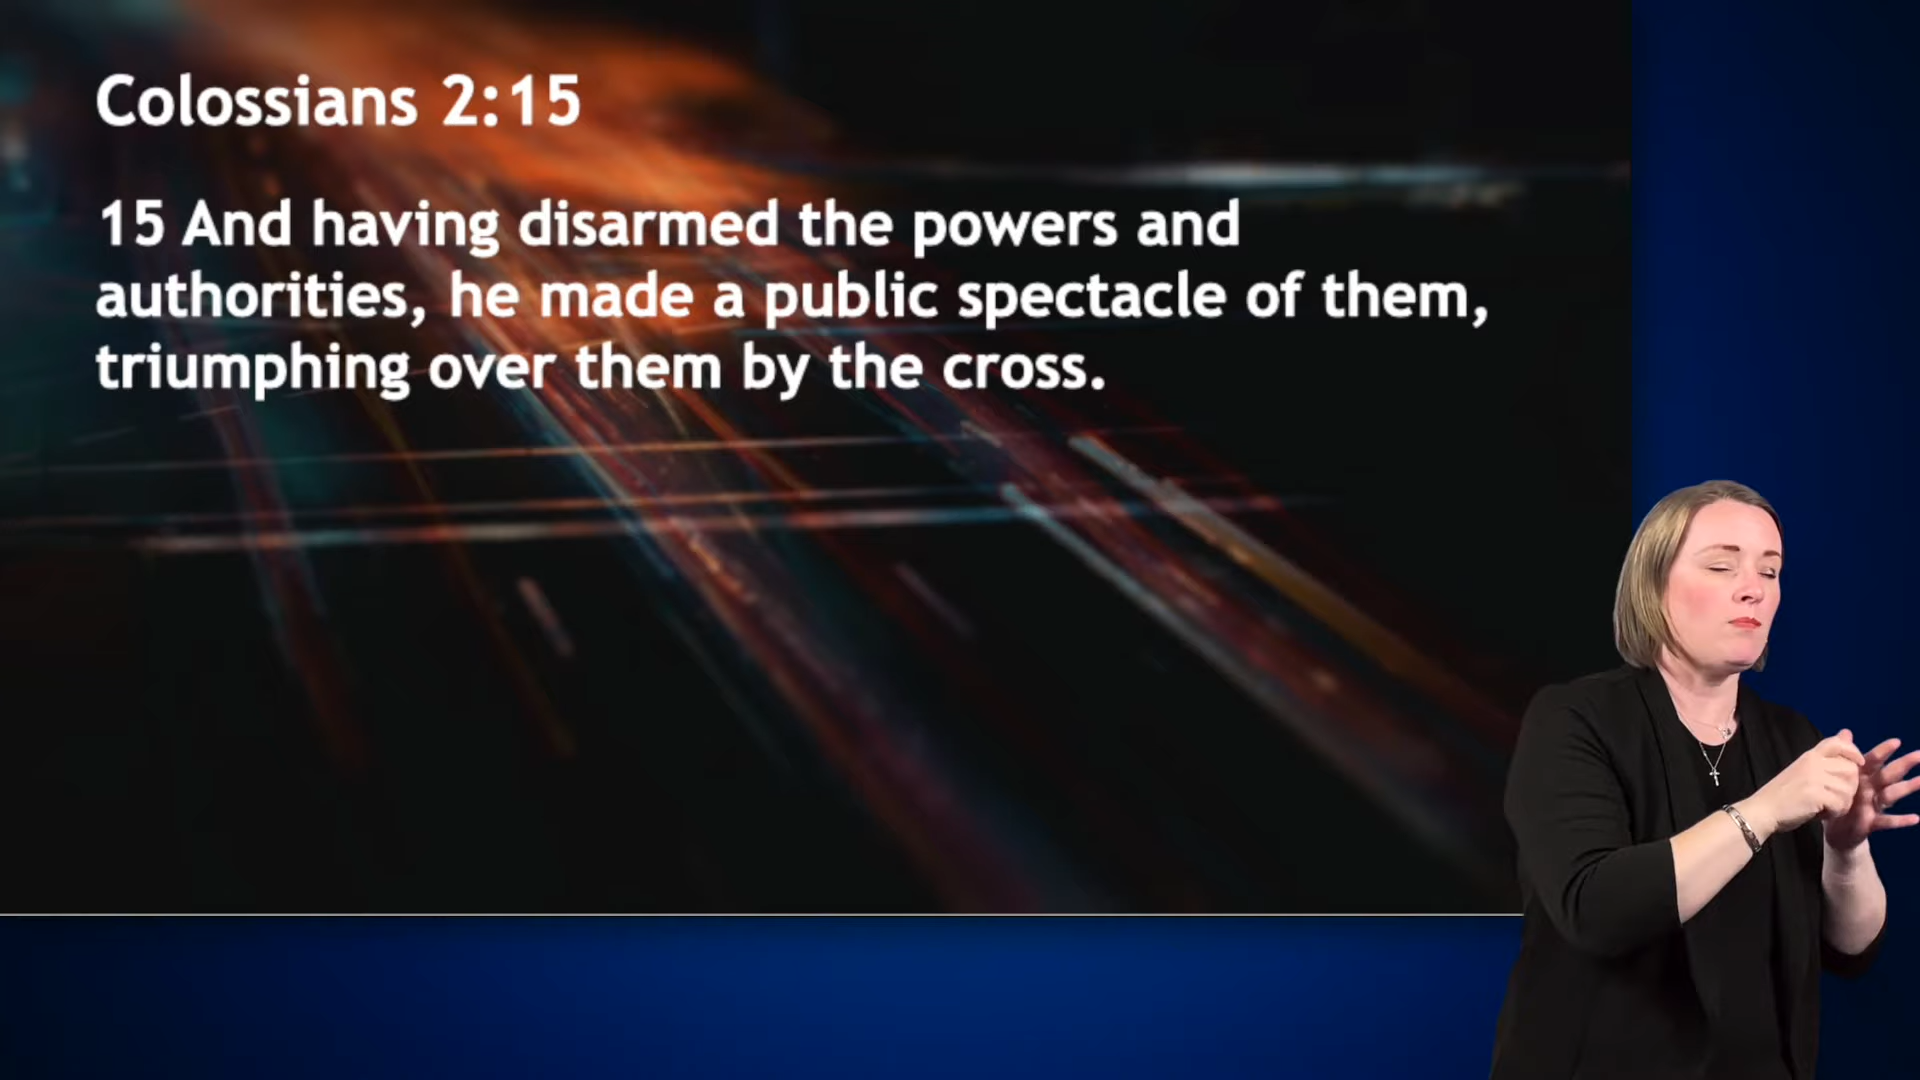 Colossians 2:15
15 And having disarmed the powers and
authorities, he made a public spectacle of them,
triumphing over them by the cross.